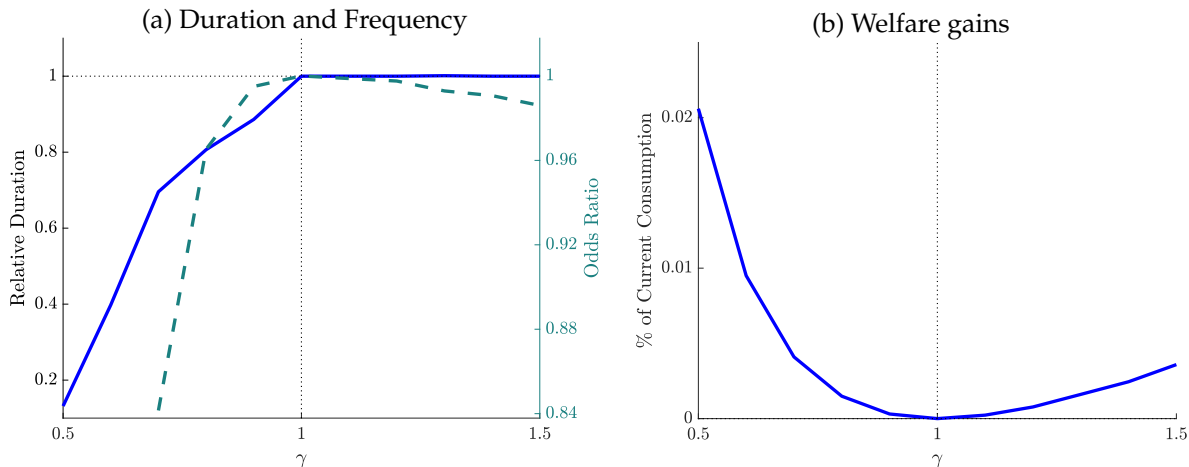 (a) Duration and Frequency
Relative Duration
1
0.8
0.6
0.4
0.2
0.5
1
1.5
γ
1
0.96
0.92
0.88
0.84
Odds Ratio
(b) Welfare gains
% of Current Consumption
0.02
0.01
0
0.5
1
1.5
γ